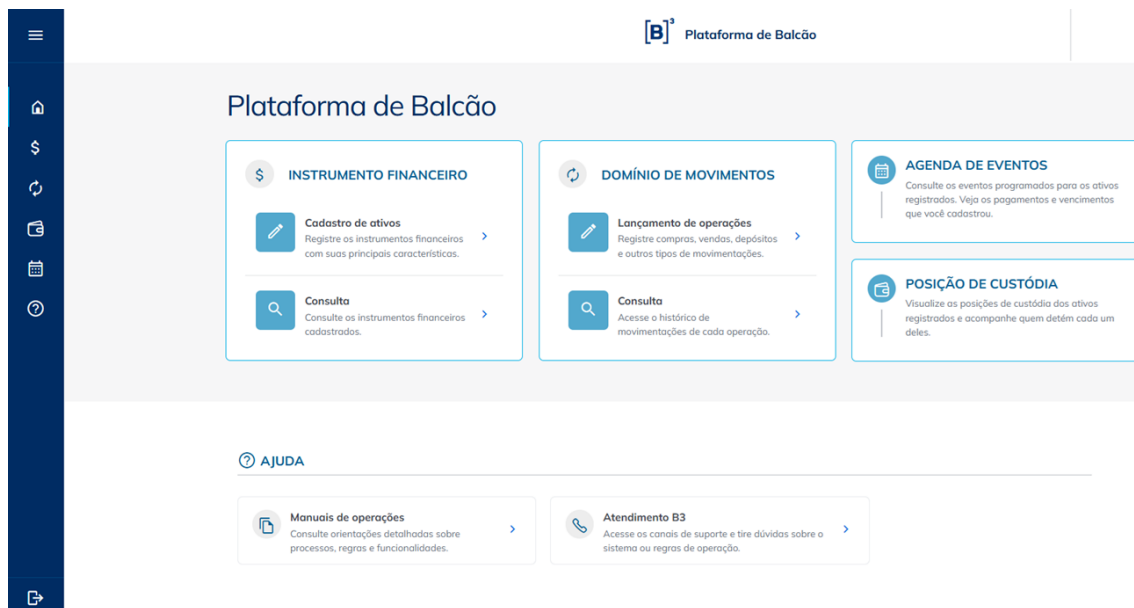 [B]³ Plataforma de Balcão
Plataforma de Balcão
$ INSTRUMENTO FINANCEIRO
Cadastro de ativos
Registre os instrumentos financeiros
com suas principais características.
Consulta
Consulte os instrumentos financeiros
cadastrados.
DOMÍNIO DE MOVIMENTOS
Lançamento de operações
Registre compras, vendas, depósitos
e outros tipos de movimentações.
Consulta
Acesse o histórico de
movimentações de cada operação.
AGENDA DE EVENTOS
Consulte os eventos programados para os ativos
registrados. Veja os pagamentos e vencimentos
que você cadastrou.
POSIÇÃO DE CUSTÓDIA
Visualize as posições de custódia dos ativos
registrados e acompanhe quem detém cada um
deles.
AJUDA
Manuais de operações
Consulte orientações detalhadas sobre
processos, regras e funcionalidades.
Atendimento B3
Acesse os canais de suporte e tire dúvidas sobre o
sistema ou regras de operação.